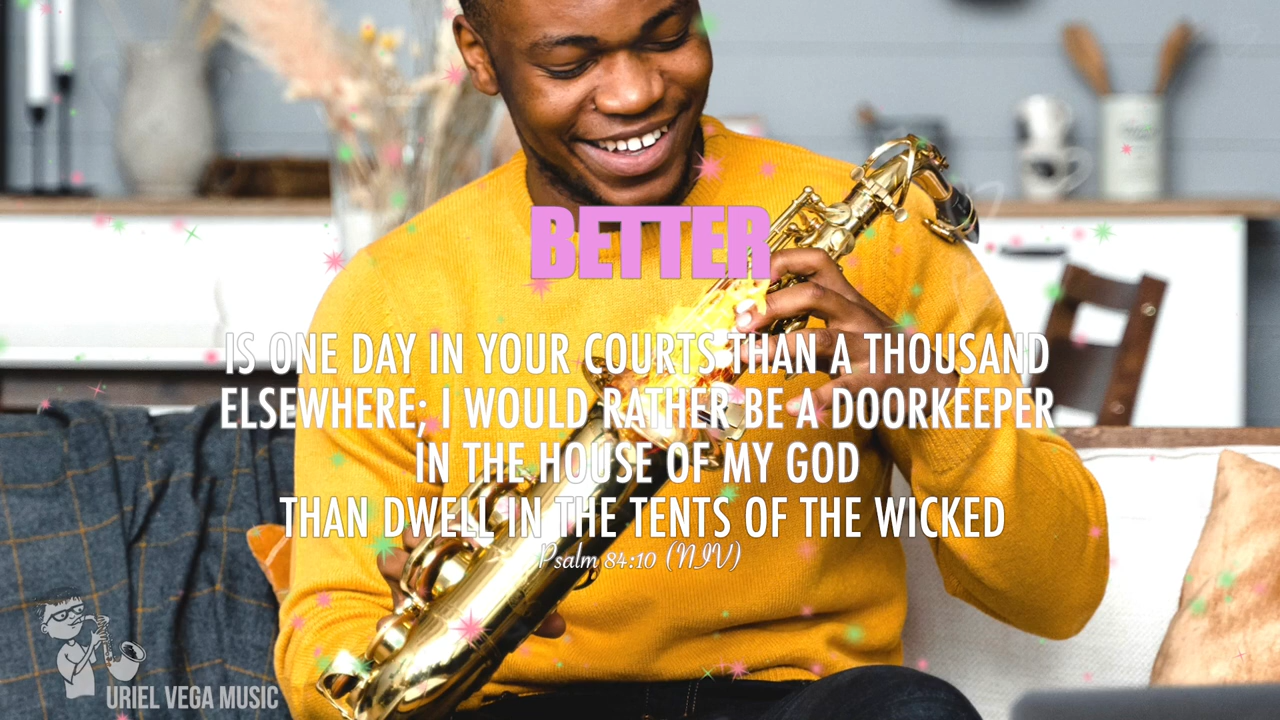 BETTER
IS ONE DAY IN YOUR COURTS THAN A THOUSAND
ELSEWHERE; I WOULD RATHER BE A DOORKEEPER
IN THE HOUSE OF MY GOD
THAN DWELL IN THE TENTS OF THE WICKED
Psalm 84:10 (NIV)
URIEL VEGA MUSIC